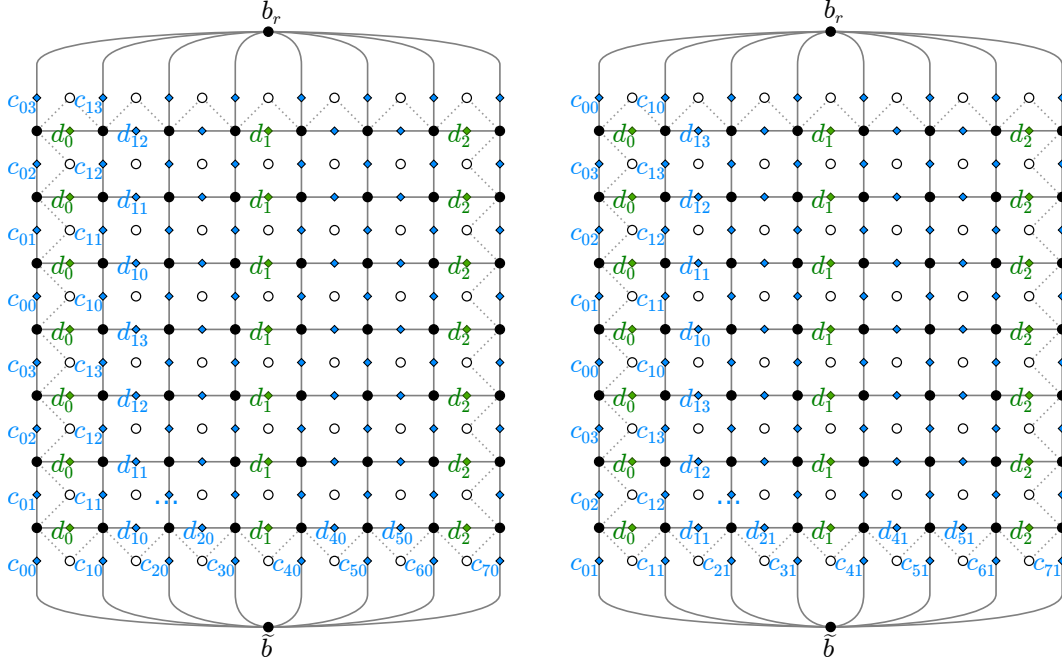 b_r b_r
c_{03} c_{13} c_{00} c_{10}
d_0 d_{12} d_1 d_2 d_0 d_{13} d_1 d_2
c_{02} c_{12} c_{03} c_{13}
d_0 d_{11} d_1 d_2 d_0 d_{12} d_1 d_2
c_{01} c_{11} c_{02} c_{12}
d_0 d_{10} d_1 d_2 d_0 d_{11} d_1 d_2
c_{00} c_{10} c_{01} c_{11}
d_0 d_{13} d_1 d_2 d_0 d_{10} d_1 d_2
c_{03} c_{13} c_{00} c_{10}
d_0 d_{12} d_1 d_2 d_0 d_{13} d_1 d_2
c_{02} c_{12} c_{03} c_{13}
d_0 d_{11} d_1 d_2 d_0 d_{12} d_1 d_2
c_{01} c_{11} ... c_{02} c_{12} ...
d_0 d_{10} d_{20} d_1 d_{40} d_{50} d_2 d_0 d_{11} d_{21} d_1 d_{41} d_{51} d_2
c_{00} c_{10} c_{20} c_{30} c_{40} c_{50} c_{60} c_{70} c_{01} c_{11} c_{21} c_{31} c_{41} c_{51} c_{61} c_{71}
\widetilde{b} \widetilde{b}